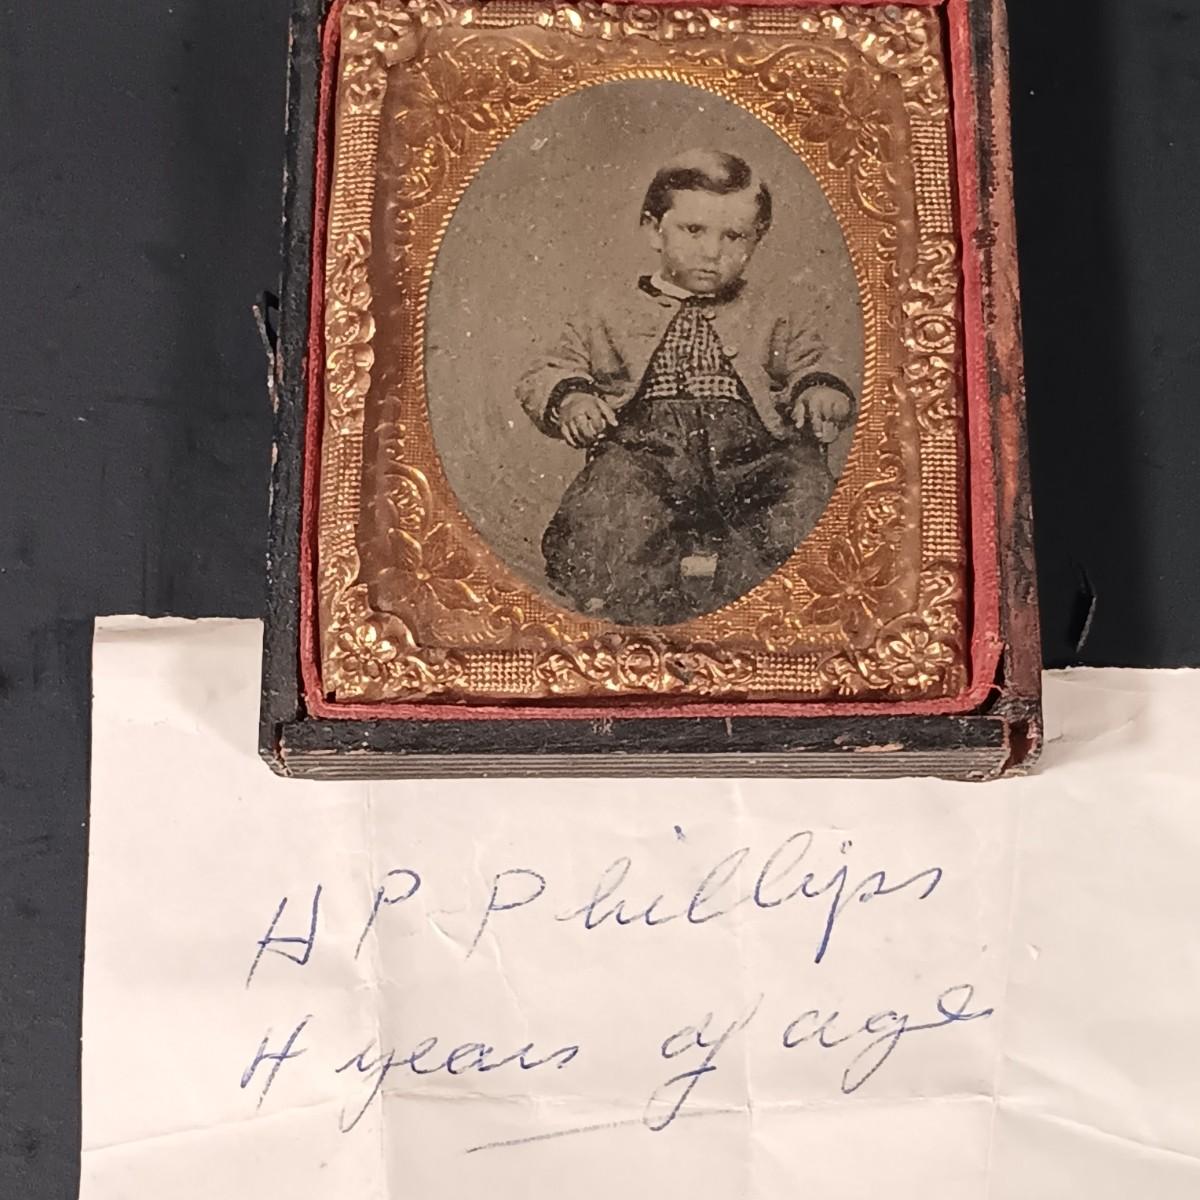 H P Phillips
4 years of age